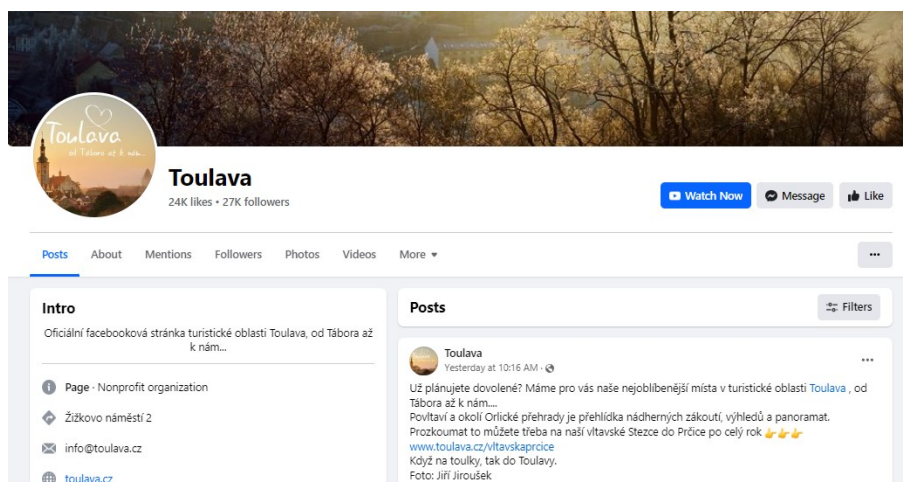 Toulava
od Tábora až k nám...
Toulava
24K likes • 27K followers
Watch Now
Message
Like
Posts
About
Mentions
Followers
Photos
Videos
More
Intro
Oficiální facebooková stránka turistické oblasti Toulava, od Tábora až
k nám...
Page · Nonprofit organization
Žižkovo náměstí 2
info@toulava.cz
toulava.cz
Posts
Filters
Toulava
Yesterday at 10:16 AM ·
Už plánujete dovolené? Máme pro vás naše nejoblíbenější místa v turistické oblasti Toulava , od
Tábora až k nám....
Povltaví a okolí Orlické přehrady je přehlídka nádherných zákoutí, výhledů a panoramat.
Prozkoumat to můžete třeba na naší vltavské Stezce do Prčice po celý rok 👉👉👉
www.toulava.cz/vltavskaprcice
Když na toulky, tak do Toulavy.
Foto: Jiří Jiroušek